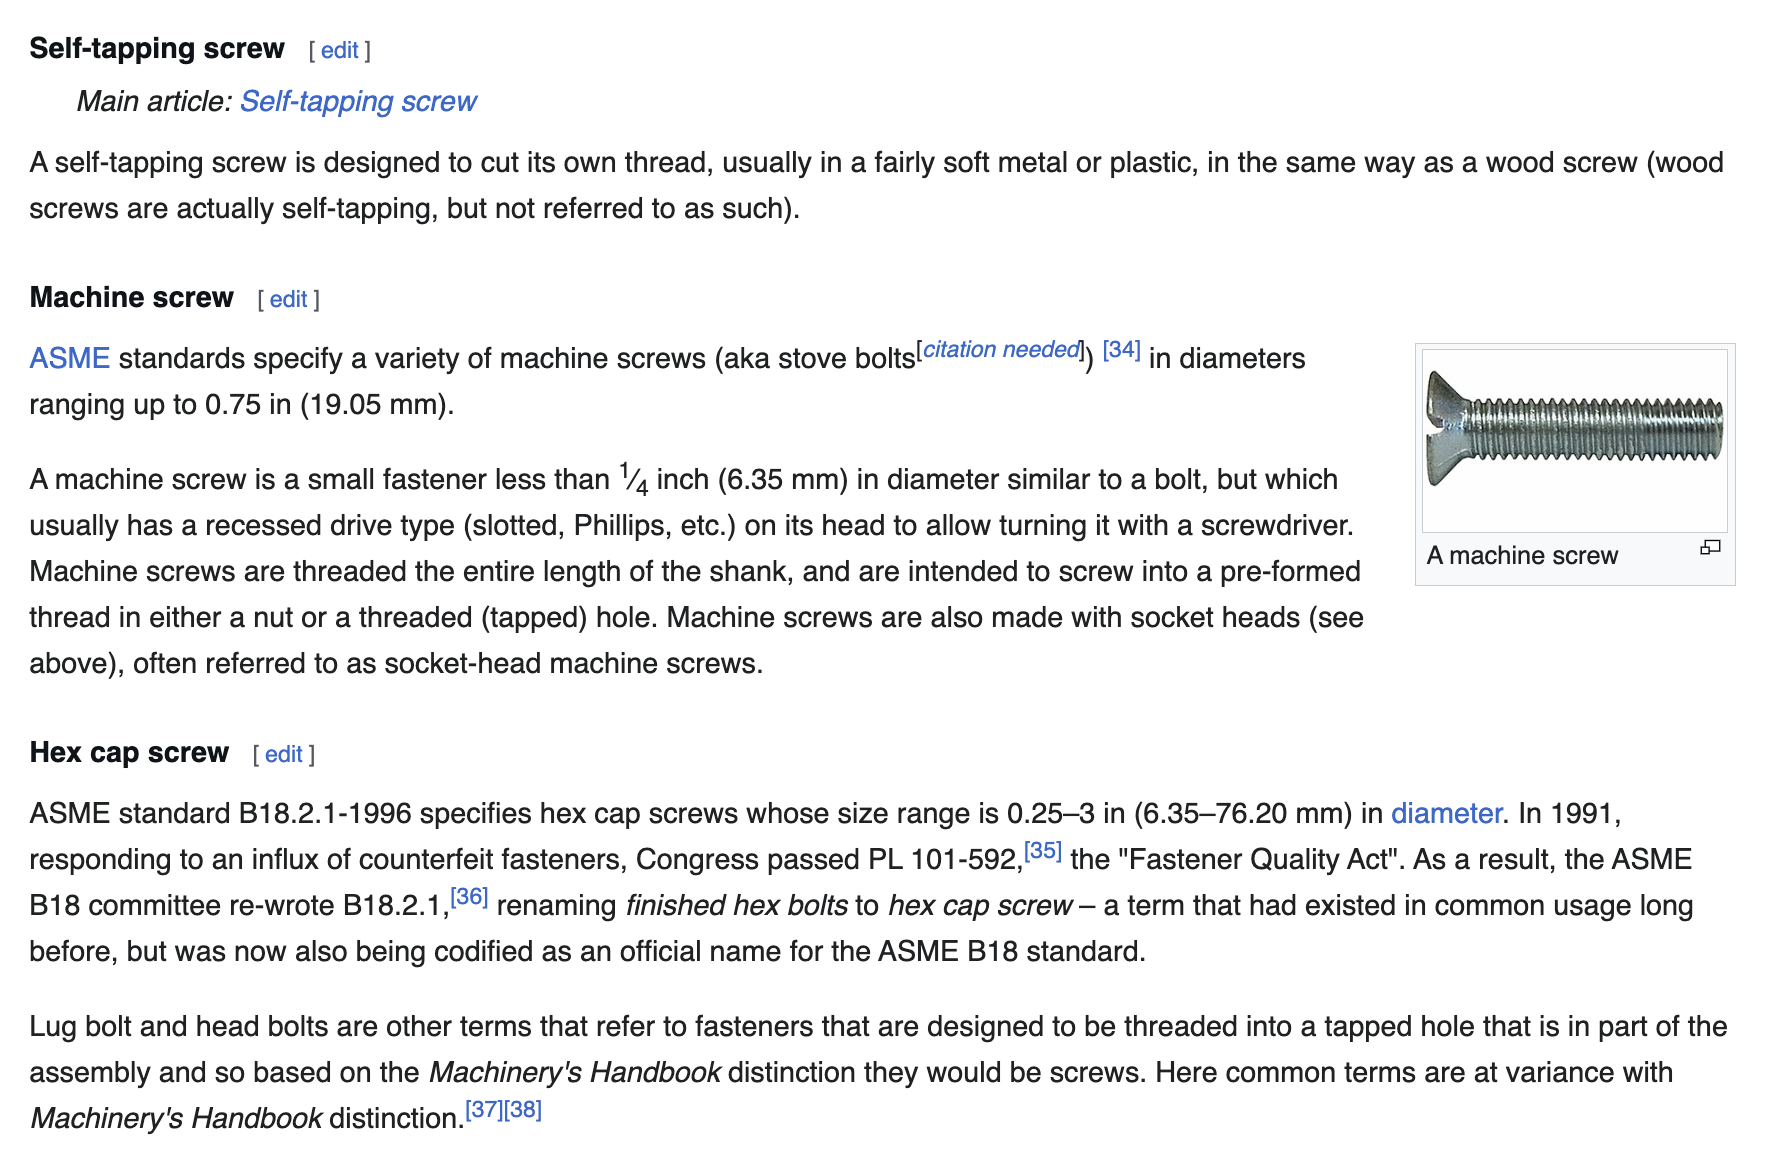 Self-tapping screw [ edit ]
Main article: Self-tapping screw
A self-tapping screw is designed to cut its own thread, usually in a fairly soft metal or plastic, in the same way as a wood screw (wood
screws are actually self-tapping, but not referred to as such).
Machine screw [ edit ]
ASME standards specify a variety of machine screws (aka stove bolts[citation needed]) [34] in diameters
ranging up to 0.75 in (19.05 mm).
A machine screw is a small fastener less than 1⁄4 inch (6.35 mm) in diameter similar to a bolt, but which
usually has a recessed drive type (slotted, Phillips, etc.) on its head to allow turning it with a screwdriver.
Machine screws are threaded the entire length of the shank, and are intended to screw into a pre-formed
thread in either a nut or a threaded (tapped) hole. Machine screws are also made with socket heads (see
above), often referred to as socket-head machine screws.
A machine screw
Hex cap screw [ edit ]
ASME standard B18.2.1-1996 specifies hex cap screws whose size range is 0.25–3 in (6.35–76.20 mm) in diameter. In 1991,
responding to an influx of counterfeit fasteners, Congress passed PL 101-592,[35] the "Fastener Quality Act". As a result, the ASME
B18 committee re-wrote B18.2.1,[36] renaming finished hex bolts to hex cap screw – a term that had existed in common usage long
before, but was now also being codified as an official name for the ASME B18 standard.
Lug bolt and head bolts are other terms that refer to fasteners that are designed to be threaded into a tapped hole that is in part of the
assembly and so based on the Machinery's Handbook distinction they would be screws. Here common terms are at variance with
Machinery's Handbook distinction.[37][38]